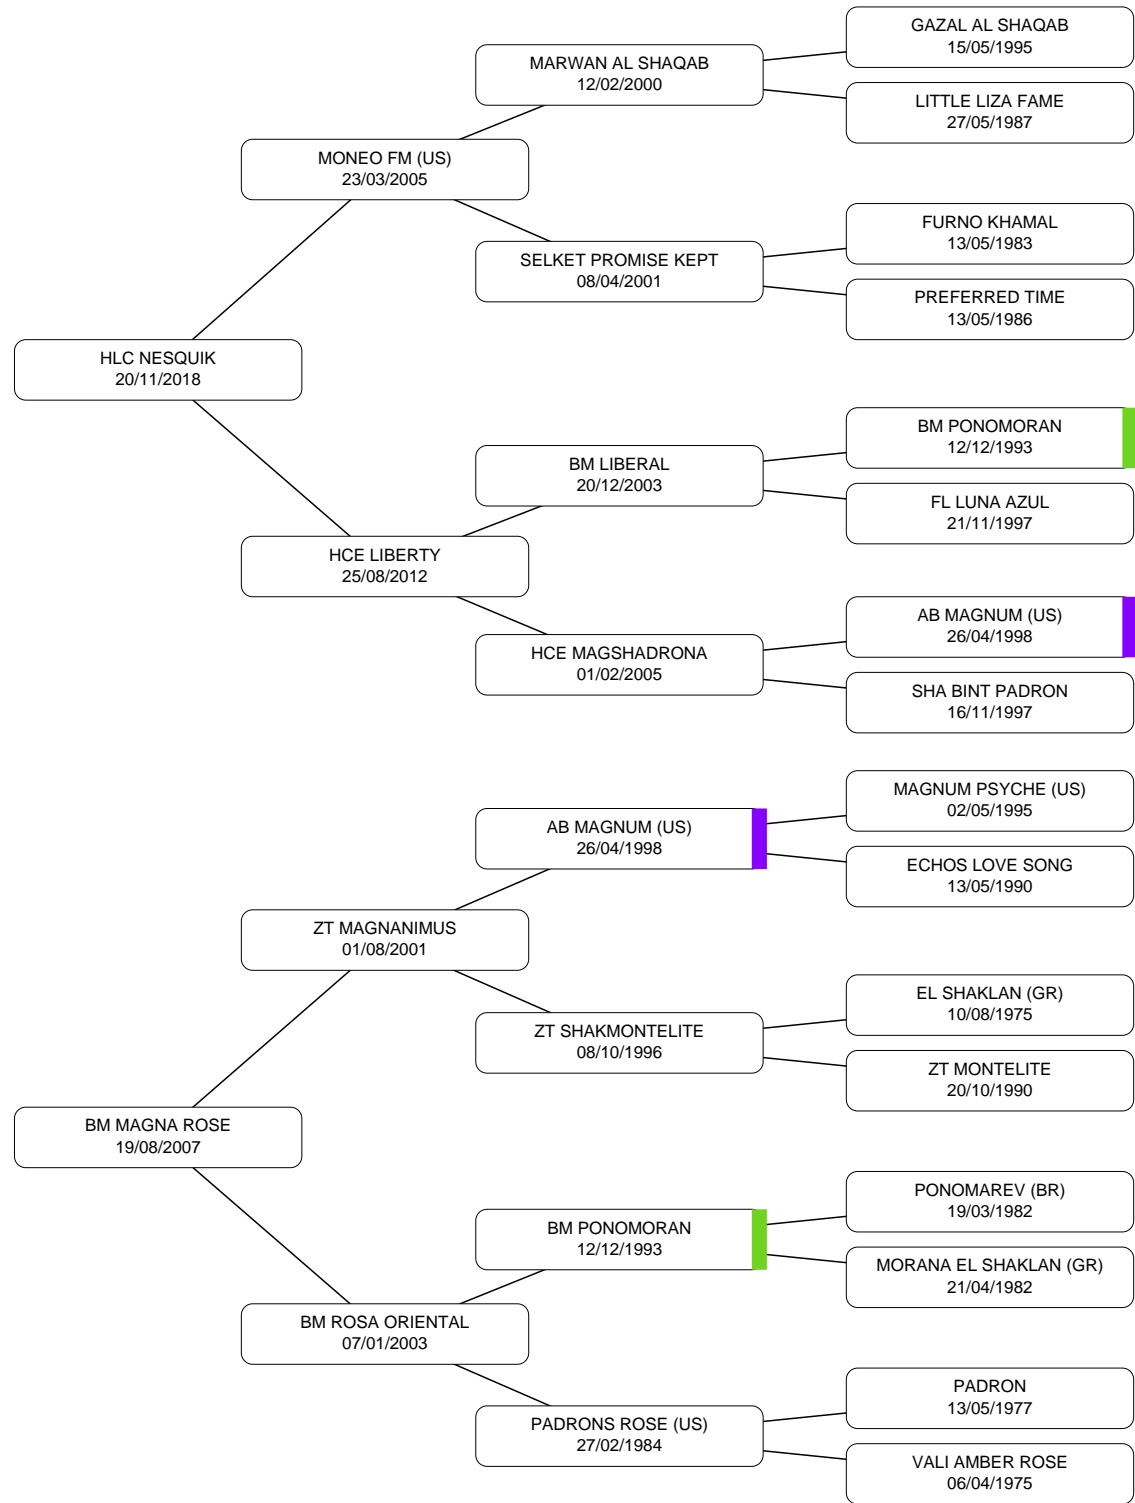 GAZAL AL SHAQAB
15/05/1995
MARWAN AL SHAQAB
12/02/2000
LITTLE LIZA FAME
27/05/1987
MONEO FM (US)
23/03/2005
FURNO KHAMAL
13/05/1983
SELKET PROMISE KEPT
08/04/2001
PREFERRED TIME
13/05/1986
HLC NESQUIK
20/11/2018
BM PONOMORAN
12/12/1993
BM LIBERAL
20/12/2003
FL LUNA AZUL
21/11/1997
HCE LIBERTY
25/08/2012
AB MAGNUM (US)
26/04/1998
HCE MAGSHADRONA
01/02/2005
SHA BINT PADRON
16/11/1997
MAGNUM PSYCHE (US)
02/05/1995
AB MAGNUM (US)
26/04/1998
ECHOS LOVE SONG
13/05/1990
ZT MAGNANIMUS
01/08/2001
EL SHAKLAN (GR)
10/08/1975
ZT SHAKMONTELITE
08/10/1996
ZT MONTELITE
20/10/1990
BM MAGNA ROSE
19/08/2007
PONOMAREV (BR)
19/03/1982
BM PONOMORAN
12/12/1993
MORANA EL SHAKLAN (GR)
21/04/1982
BM ROSA ORIENTAL
07/01/2003
PADRON
13/05/1977
PADRONS ROSE (US)
27/02/1984
VALI AMBER ROSE
06/04/1975